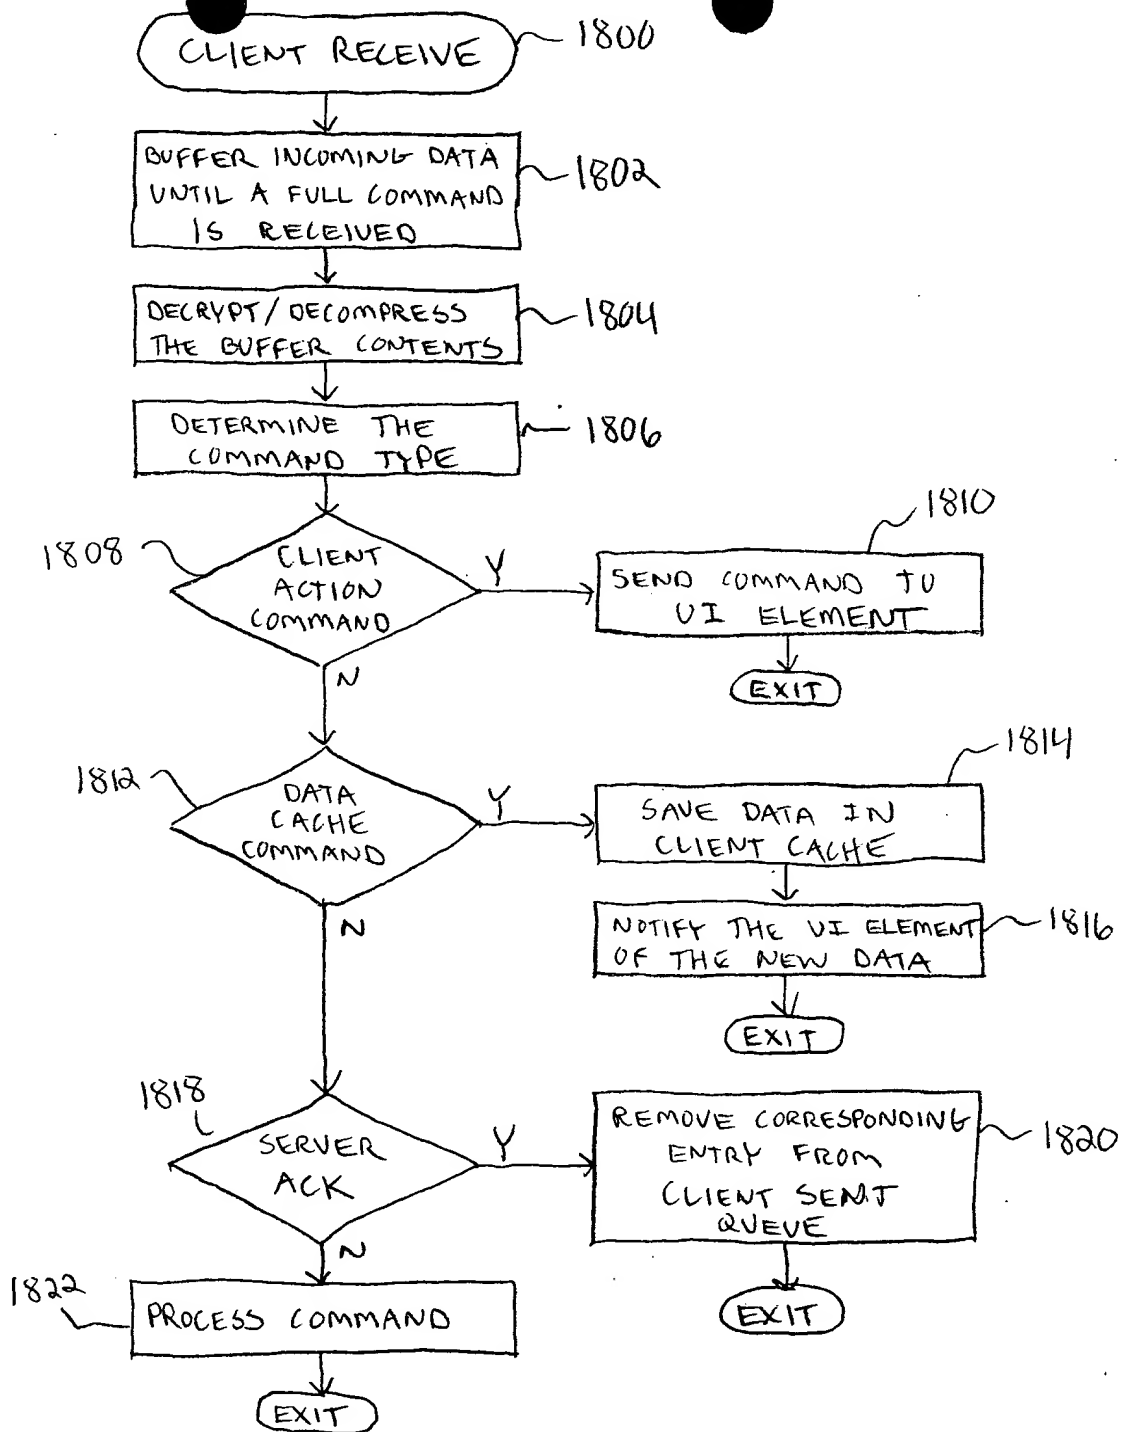 CLIENT RECEIVE
1800
BUFFER INCOMING DATA
UNTIL A FULL COMMAND
IS RECEIVED
1802
DECRYPT/DECOMPRESS
THE BUFFER CONTENTS
1804
DETERMINE THE
COMMAND TYPE
1806
1808
CLIENT
ACTION
COMMAND
Y
N
1810
SEND COMMAND TO
UI ELEMENT
EXIT
1812
DATA
CACHE
COMMAND
Y
N
1814
SAVE DATA IN
CLIENT CACHE
NOTIFY THE UI ELEMENT
OF THE NEW DATA
1816
EXIT
1818
SERVER
ACK
Y
N
REMOVE CORRESPONDING
ENTRY FROM
CLIENT SENT
QUEUE
1820
EXIT
1822
PROCESS COMMAND
EXIT